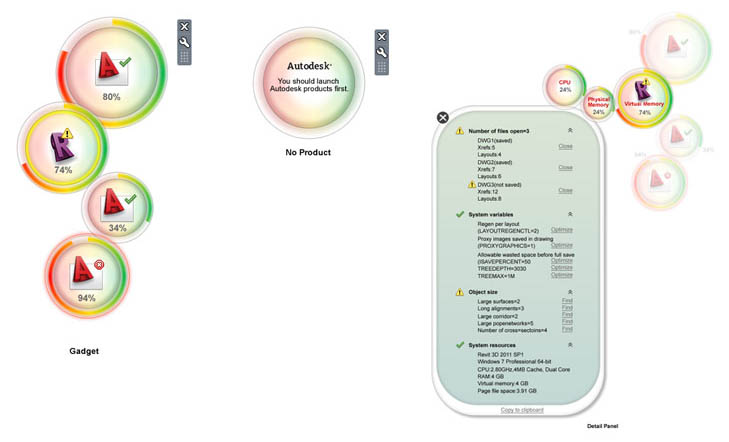 80%
74%
34%
94%
Gadget
Autodesk
You should launch
Autodesk products first.
No Product
80%
CPU
24%
Physical
Memory
24%
Virtual Memory
74%
34%
94%
Number of files open=3
DWG1(saved)
Xrefs:5 Close
Layouts:4
DWG2(saved)
Xrefs:7 Close
Layouts:6
DWG3(not saved)
Xrefs:12 Close
Layouts:8
System variables
Regen per layout
(LAYOUTREGENCTL=2) Optimize
Proxy images saved in drawing
(PROXYGRAPHICS=1) Optimize
Allowable wasted space before full save
(ISAVEPERCENT=50 Optimize
TREEDEPTH=3030 Optimize
TREEMAX=1M Optimize
Object size
Large surfaces=2 Find
Long alignments=3 Find
Large corridor=2 Find
Large popenetworks=5 Find
Number of cross=sectoins=4 Find
System resources
Revit 3D 2011 SP1
Windows 7 Professional 64-bit
CPU:2.80GHz,4MB Cache, Dual Core
RAM:4 GB
Virtual memory:4 GB
Page file space:3.91 GB
Copy to clipboard
Detail Panel